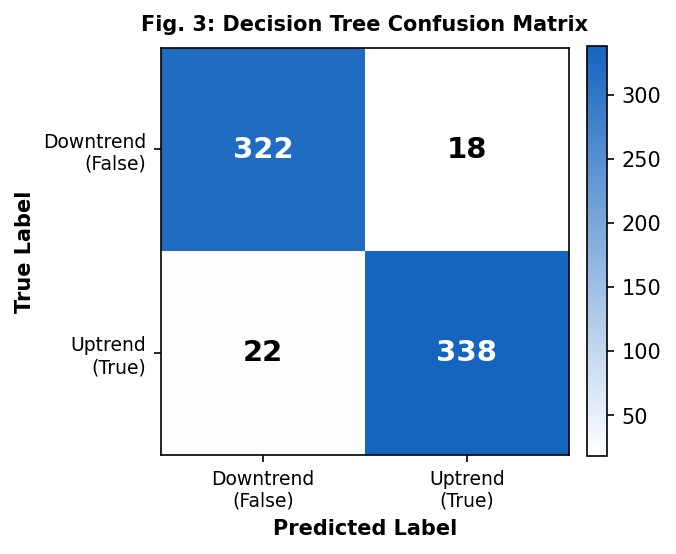 Fig. 3: Decision Tree Confusion Matrix
True Label
Downtrend
(False)
322
18
Uptrend
(True)
22
338
Downtrend
(False)
Uptrend
(True)
Predicted Label
300
250
200
150
100
50